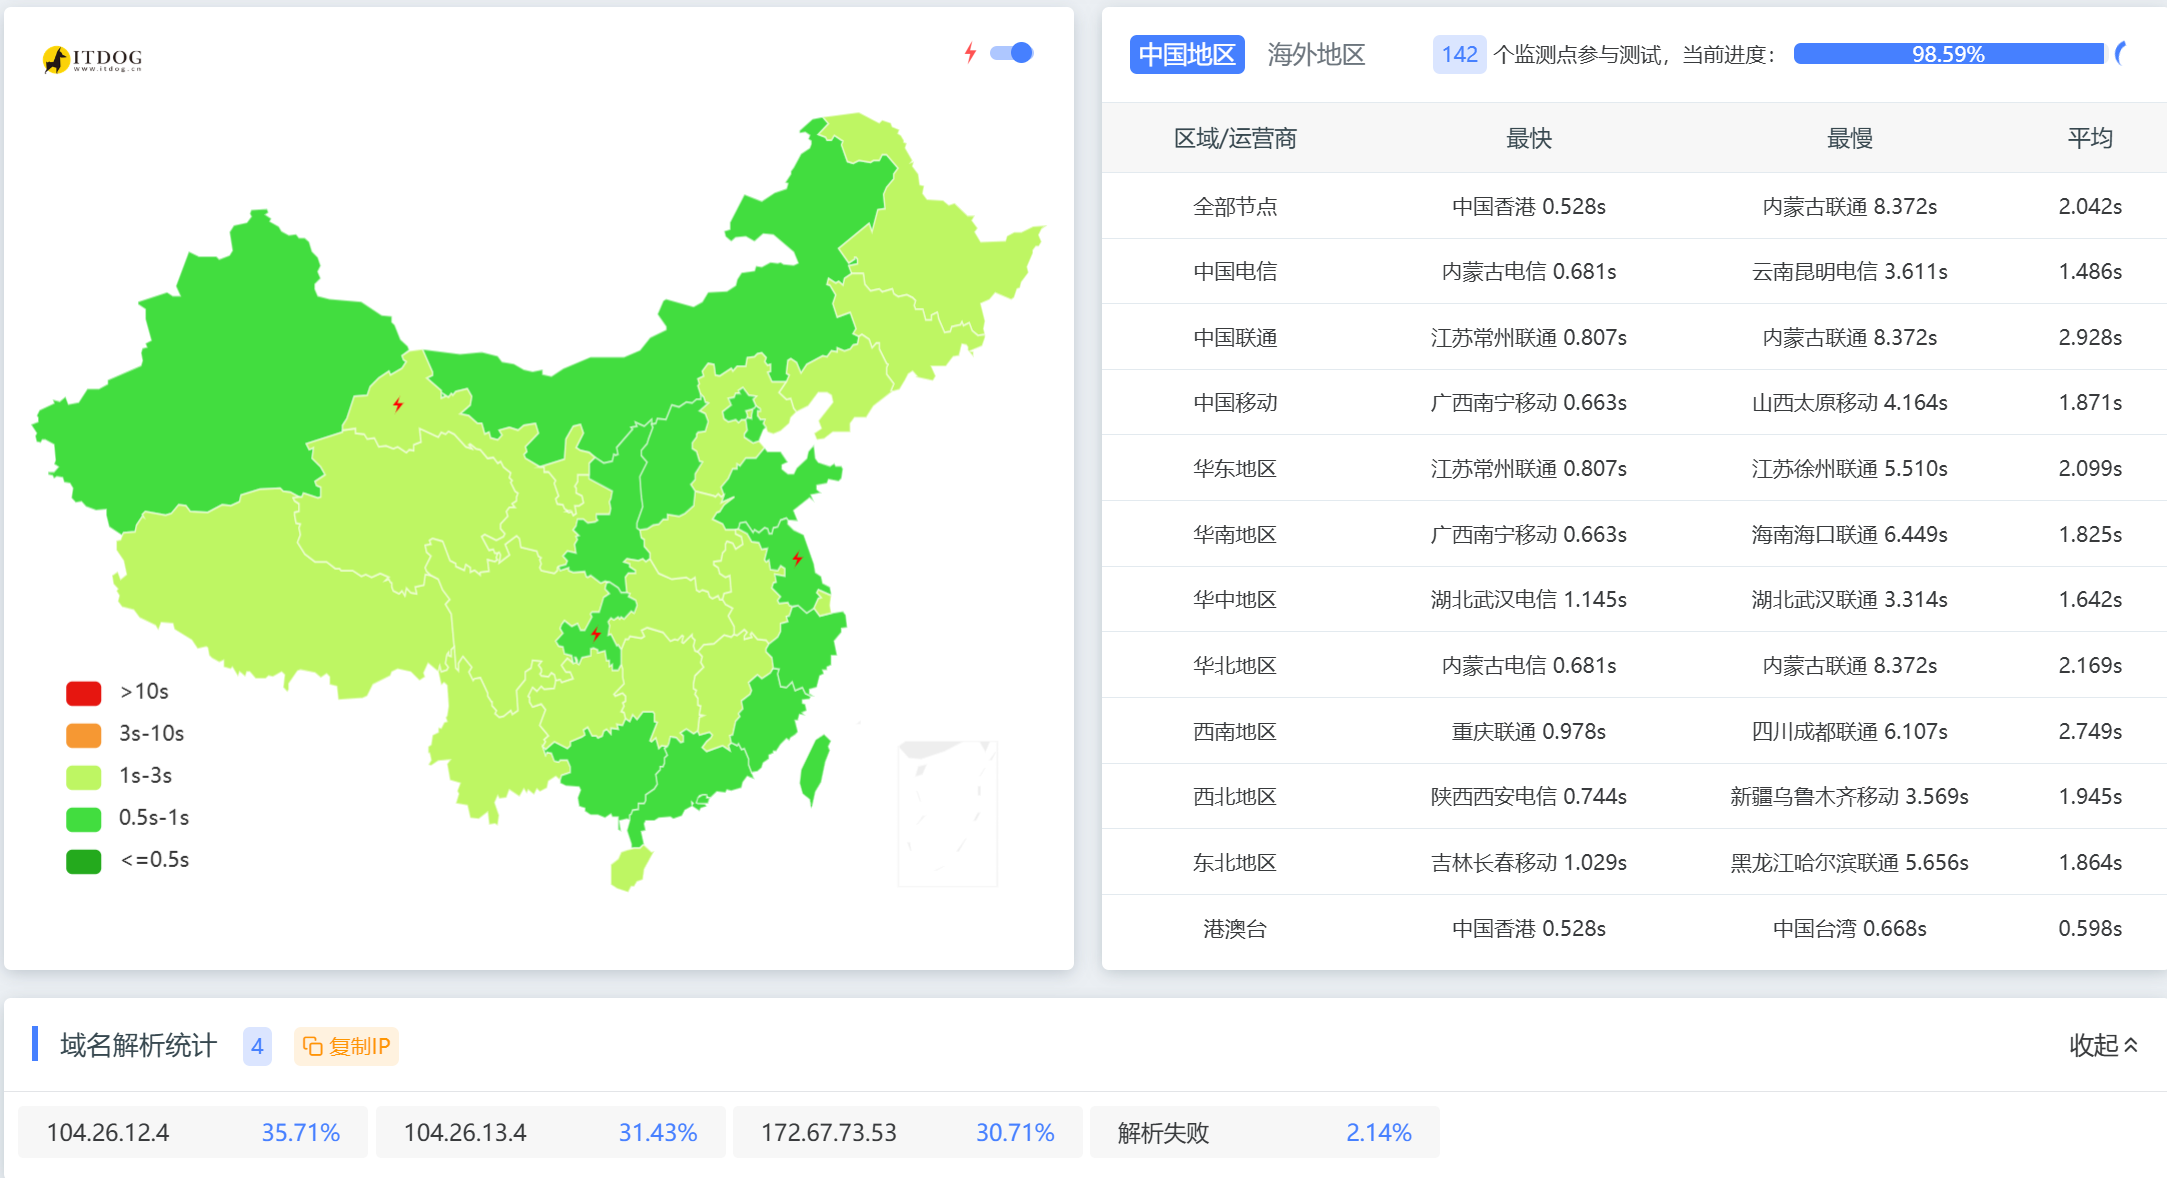 ITDOG
www.itdog.cn
>10s
3s-10s
1s-3s
0.5s-1s
<=0.5s
中国地区 海外地区 142 个监测点参与测试，当前进度： 98.59%
区域/运营商 最快 最慢 平均
全部节点 中国香港 0.528s 内蒙古联通 8.372s 2.042s
中国电信 内蒙古电信 0.681s 云南昆明电信 3.611s 1.486s
中国联通 江苏常州联通 0.807s 内蒙古联通 8.372s 2.928s
中国移动 广西南宁移动 0.663s 山西太原移动 4.164s 1.871s
华东地区 江苏常州联通 0.807s 江苏徐州联通 5.510s 2.099s
华南地区 广西南宁移动 0.663s 海南海口联通 6.449s 1.825s
华中地区 湖北武汉电信 1.145s 湖北武汉联通 3.314s 1.642s
华北地区 内蒙古电信 0.681s 内蒙古联通 8.372s 2.169s
西南地区 重庆联通 0.978s 四川成都联通 6.107s 2.749s
西北地区 陕西西安电信 0.744s 新疆乌鲁木齐移动 3.569s 1.945s
东北地区 吉林长春移动 1.029s 黑龙江哈尔滨联通 5.656s 1.864s
港澳台 中国香港 0.528s 中国台湾 0.668s 0.598s
域名解析统计 4 复制IP 收起
104.26.12.4 35.71% 104.26.13.4 31.43% 172.67.73.53 30.71% 解析失败 2.14%